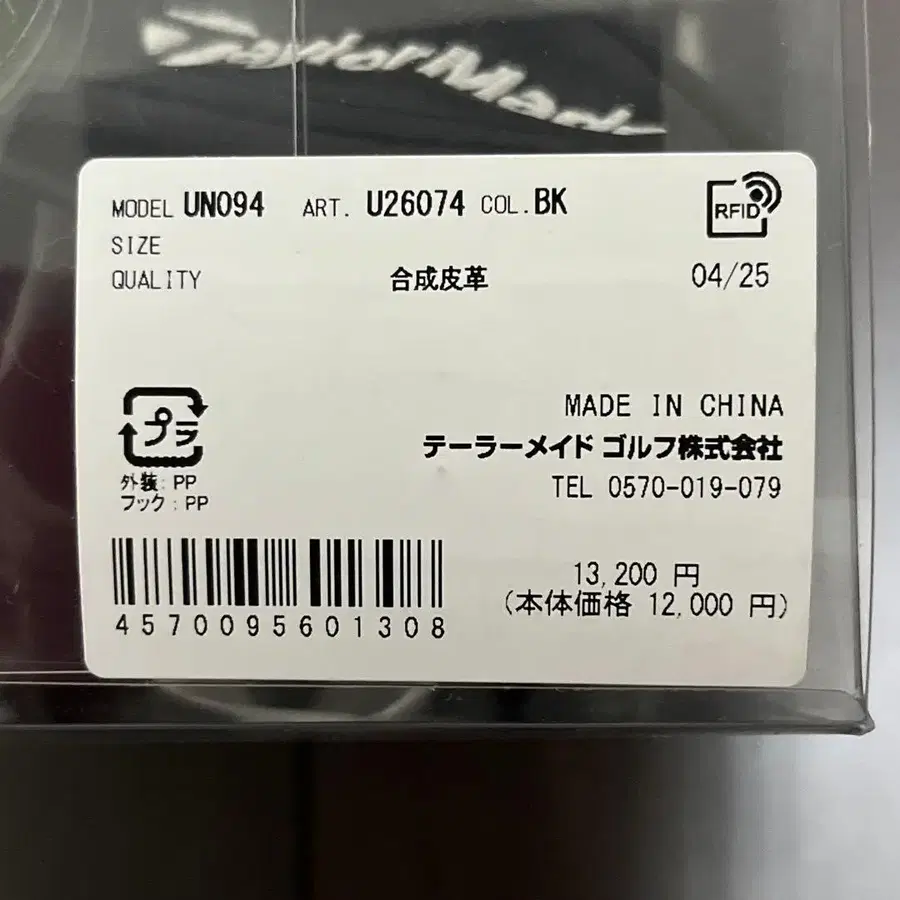 TaylorMade
MODEL UN094 ART. U26074 COL. BK
RFID
SIZE
QUALITY 合成皮革 04/25
MADE IN CHINA
プラ
テーラーメイド ゴルフ株式会社
外装: PP
フック: PP
TEL 0570-019-079
13,200 円
(本体価格 12,000 円)
4570095601308